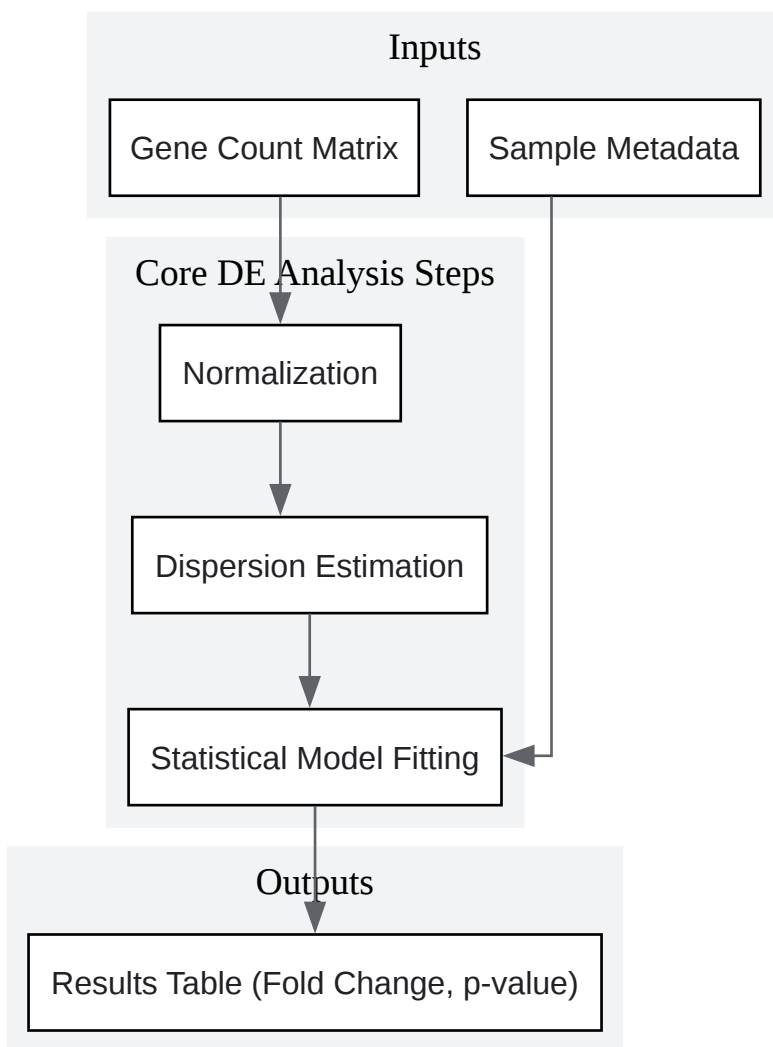 Inputs
Gene Count Matrix
Sample Metadata
Core DE Analysis Steps
Normalization
Dispersion Estimation
Statistical Model Fitting
Outputs
Results Table (Fold Change, p-value)